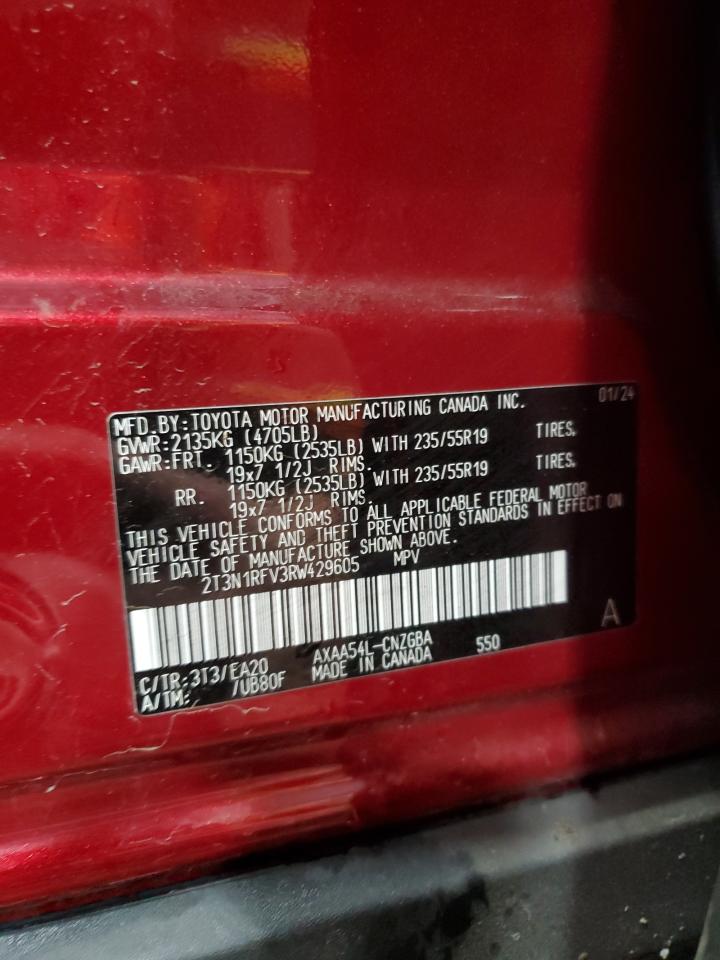 01/24
MFD.BY:TOYOTA MOTOR MANUFACTURING CANADA INC.
GVWR:2135KG (4705LB)
GAWR:FRT. 1150KG (2535LB) WITH 235/55R19 TIRES.
19x7 1/2J RIMS.
RR. 1150KG (2535LB) WITH 235/55R19 TIRES.
19x7 1/2J RIMS.
THIS VEHICLE CONFORMS TO ALL APPLICABLE FEDERAL MOTOR
VEHICLE SAFETY AND THEFT PREVENTION STANDARDS IN EFFECT ON
THE DATE OF MANUFACTURE SHOWN ABOVE.
2T3N1RFV3RW429605 MPV
A
C/TR:3T3/EA20 AXAA54L-CNZGBA 550
A/TM: /UB80F MADE IN CANADA